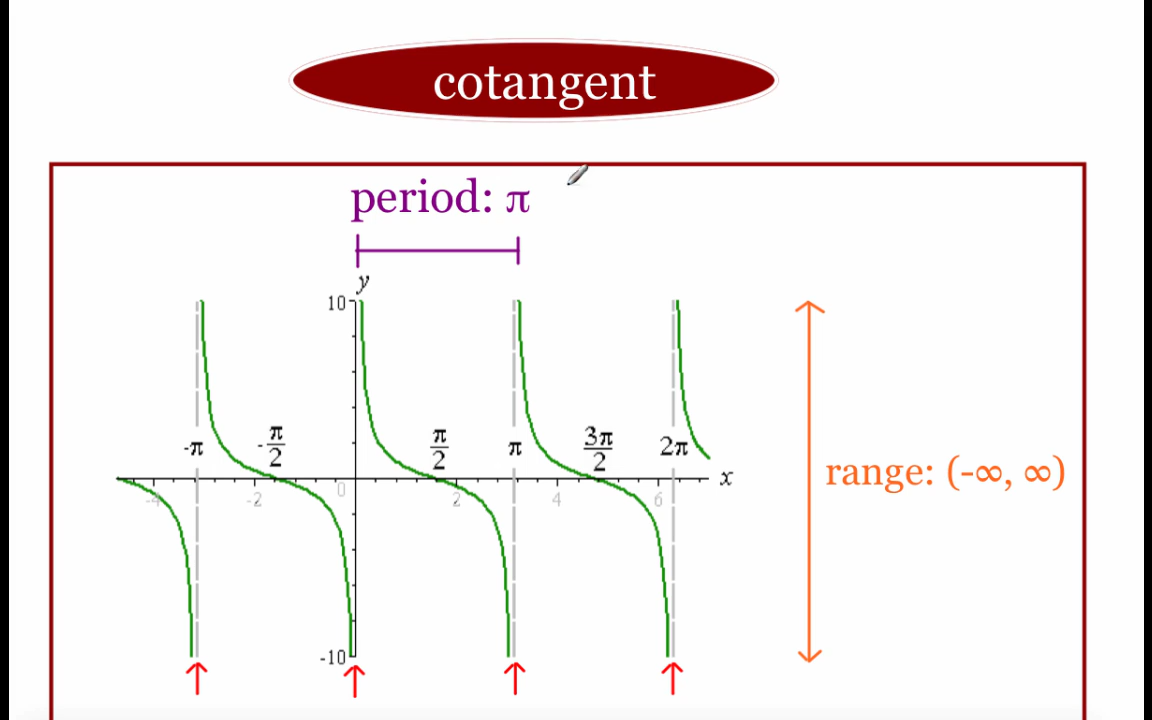 cotangent
period: π
y
10
-π
-π/2
π/2
π
3π/2
2π
x
-4
-2
0
2
4
6
range: (-∞, ∞)
-10